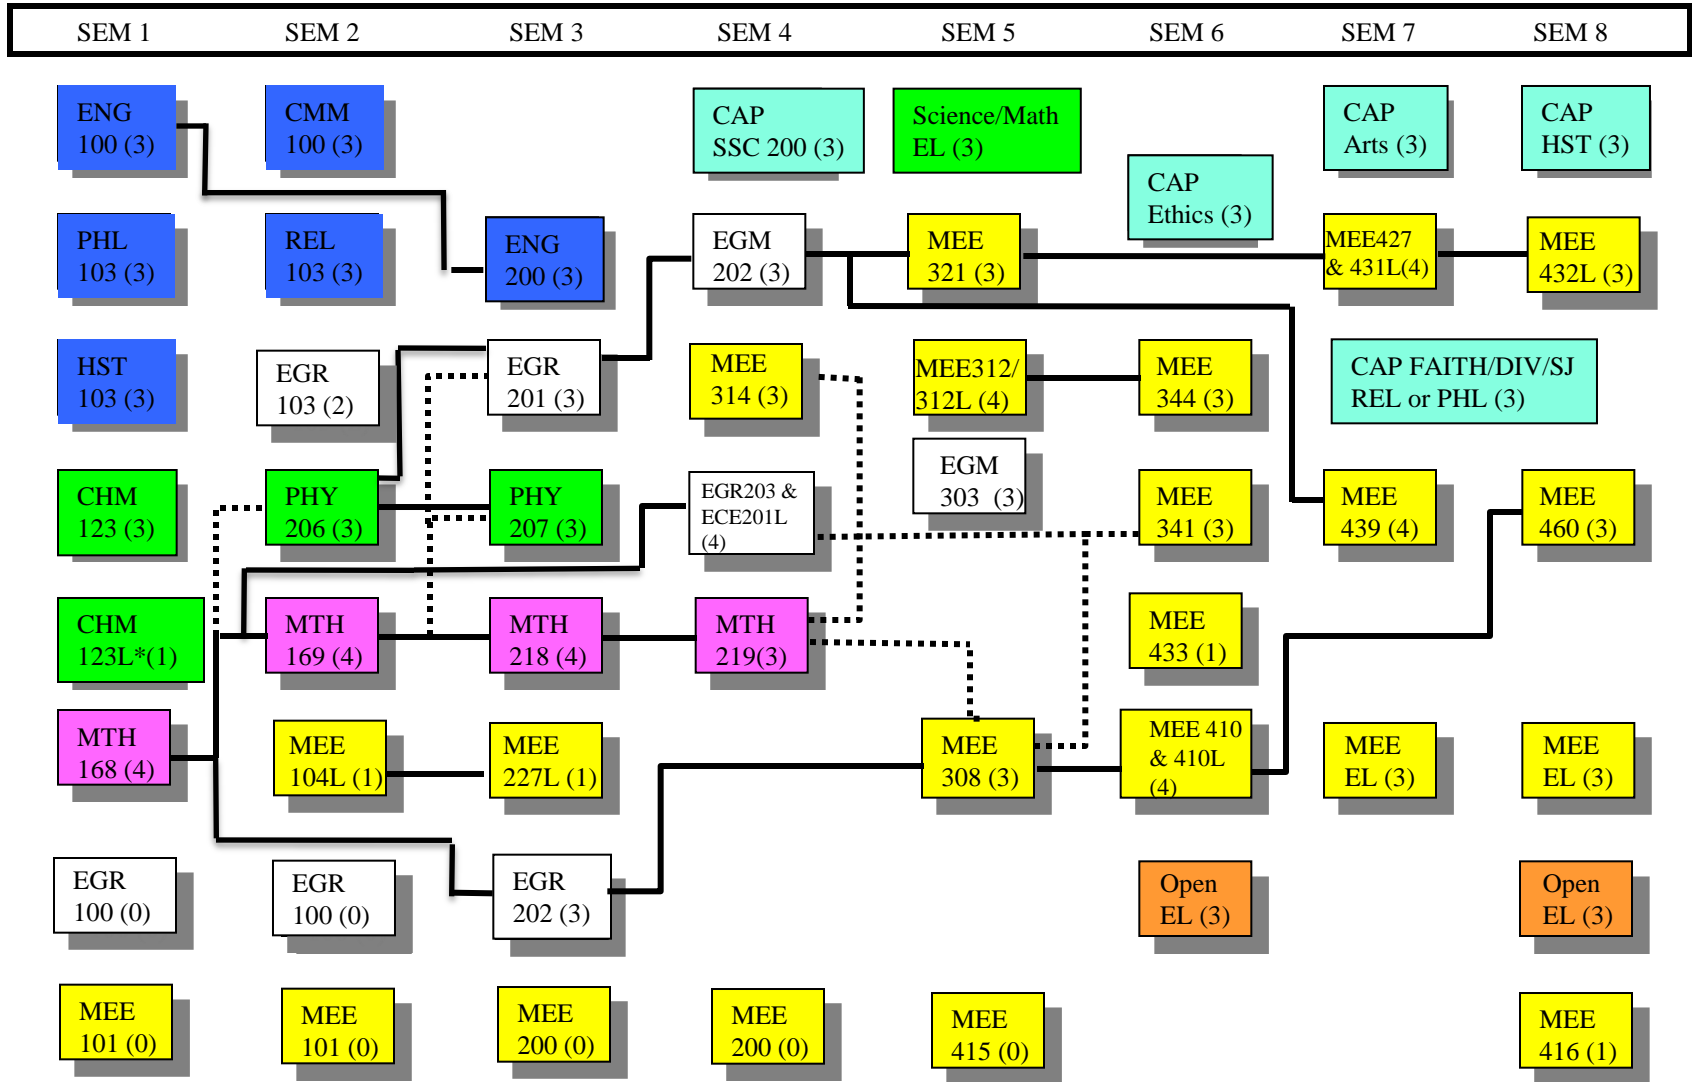 SEM 1 SEM 2 SEM 3 SEM 4 SEM 5 SEM 6 SEM 7 SEM 8
ENG
100 (3)
CMM
100 (3)
CAP
SSC 200 (3)
Science/Math
EL (3)
CAP
Arts (3)
CAP
HST (3)
CAP
Ethics (3)
PHL
103 (3)
REL
103 (3)
ENG
200 (3)
EGM
202 (3)
MEE
321 (3)
MEE427
& 431L(4)
MEE
432L (3)
HST
103 (3)
EGR
103 (2)
EGR
201 (3)
MEE
314 (3)
MEE312/
312L (4)
MEE
344 (3)
CAP FAITH/DIV/SJ
REL or PHL (3)
CHM
123 (3)
PHY
206 (3)
PHY
207 (3)
EGR203 &
ECE201L
(4)
EGM
303 (3)
MEE
341 (3)
MEE
439 (4)
MEE
460 (3)
CHM
123L*(1)
MTH
169 (4)
MTH
218 (4)
MTH
219(3)
MEE
433 (1)
MTH
168 (4)
MEE
104L (1)
MEE
227L (1)
MEE
308 (3)
MEE 410
& 410L
(4)
MEE
EL (3)
MEE
EL (3)
EGR
100 (0)
EGR
100 (0)
EGR
202 (3)
Open
EL (3)
Open
EL (3)
MEE
101 (0)
MEE
101 (0)
MEE
200 (0)
MEE
200 (0)
MEE
415 (0)
MEE
416 (1)